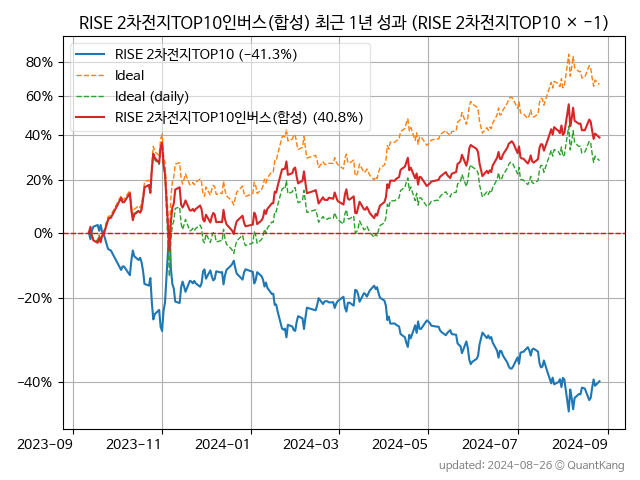 RISE 2차전지TOP10인버스(합성) 최근 1년 성과 (RISE 2차전지TOP10 × −1)
RISE 2차전지TOP10 (−41.3%)
Ideal
Ideal (daily)
RISE 2차전지TOP10인버스(합성) (40.8%)
80%
60%
40%
20%
0%
−20%
−40%
2023-09
2023-11
2024-01
2024-03
2024-05
2024-07
2024-09
updated: 2024-08-26 © QuantKang